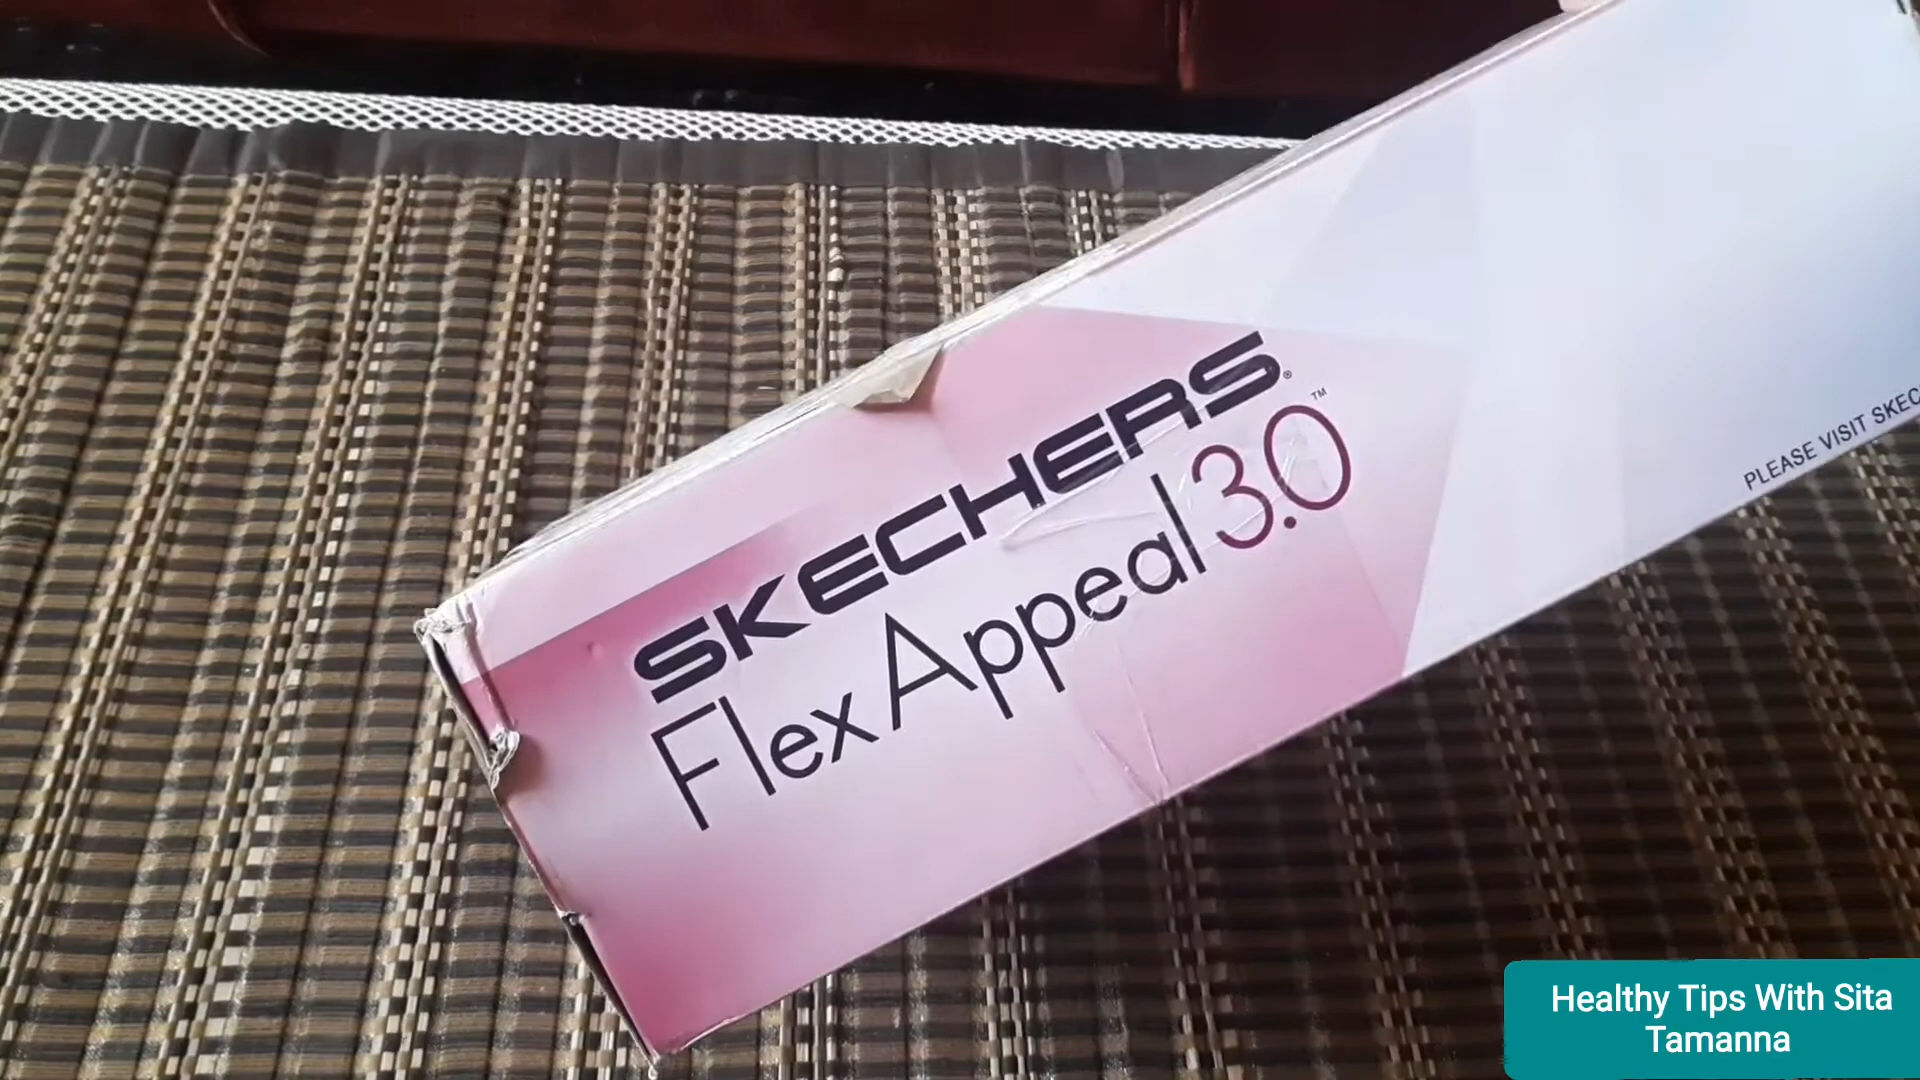 SKECHERS®
Flex Appeal 3.0™
PLEASE VISIT SKEC
Healthy Tips With Sita
Tamanna